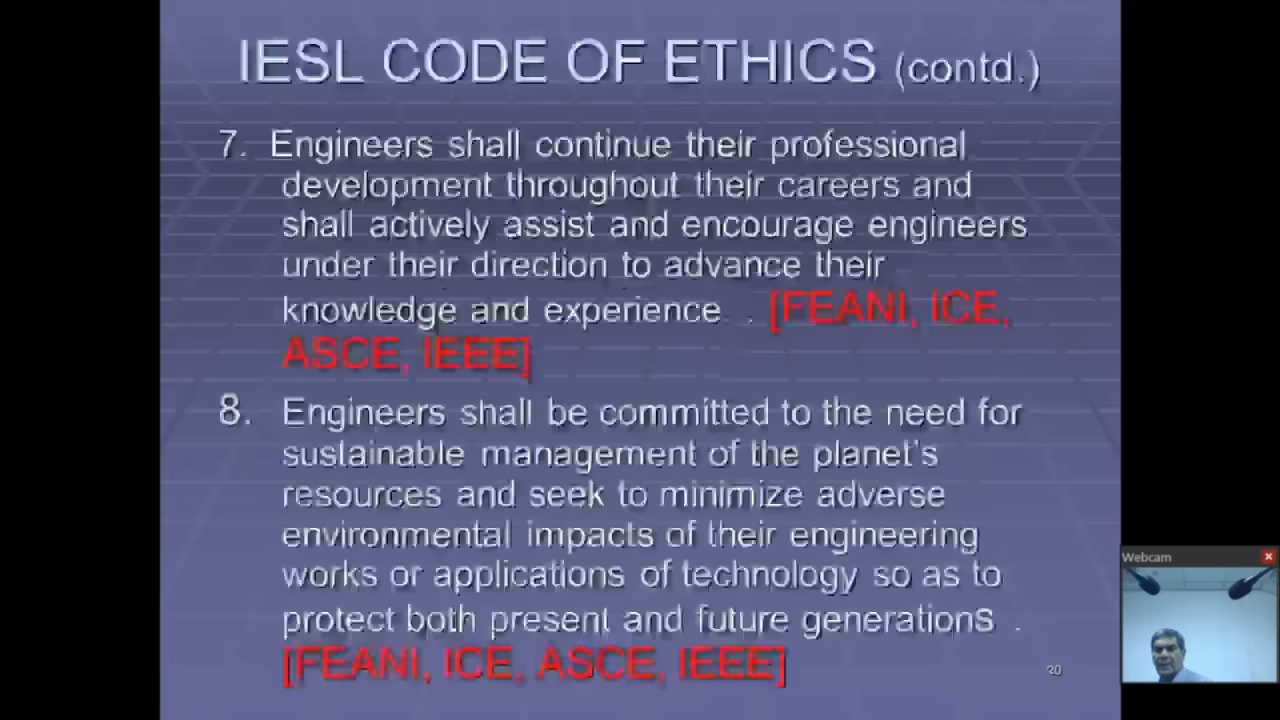 IESL CODE OF ETHICS (contd.)
7. Engineers shall continue their professional
development throughout their careers and
shall actively assist and encourage engineers
under their direction to advance their
knowledge and experience . [FEANI, ICE,
ASCE, IEEE]
8. Engineers shall be committed to the need for
sustainable management of the planet's
resources and seek to minimize adverse
environmental impacts of their engineering
works or applications of technology so as to
protect both present and future generations .
[FEANI, ICE, ASCE, IEEE]
20
Webcam